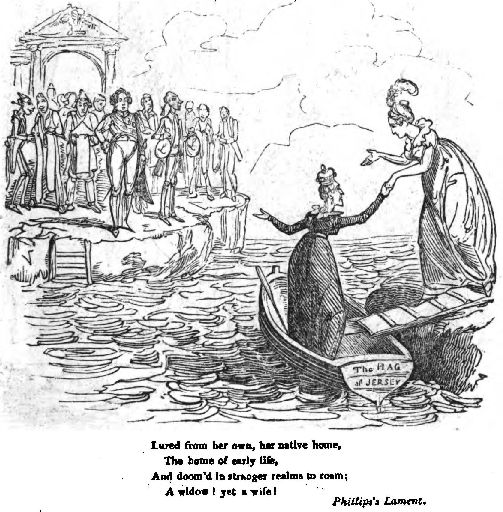 The HAG
of JERSEY
Lured from her own, her native home,
The home of early life,
And doom'd in stranger realms to roam;
A widow! yet a wife!
Phillips's Lament.